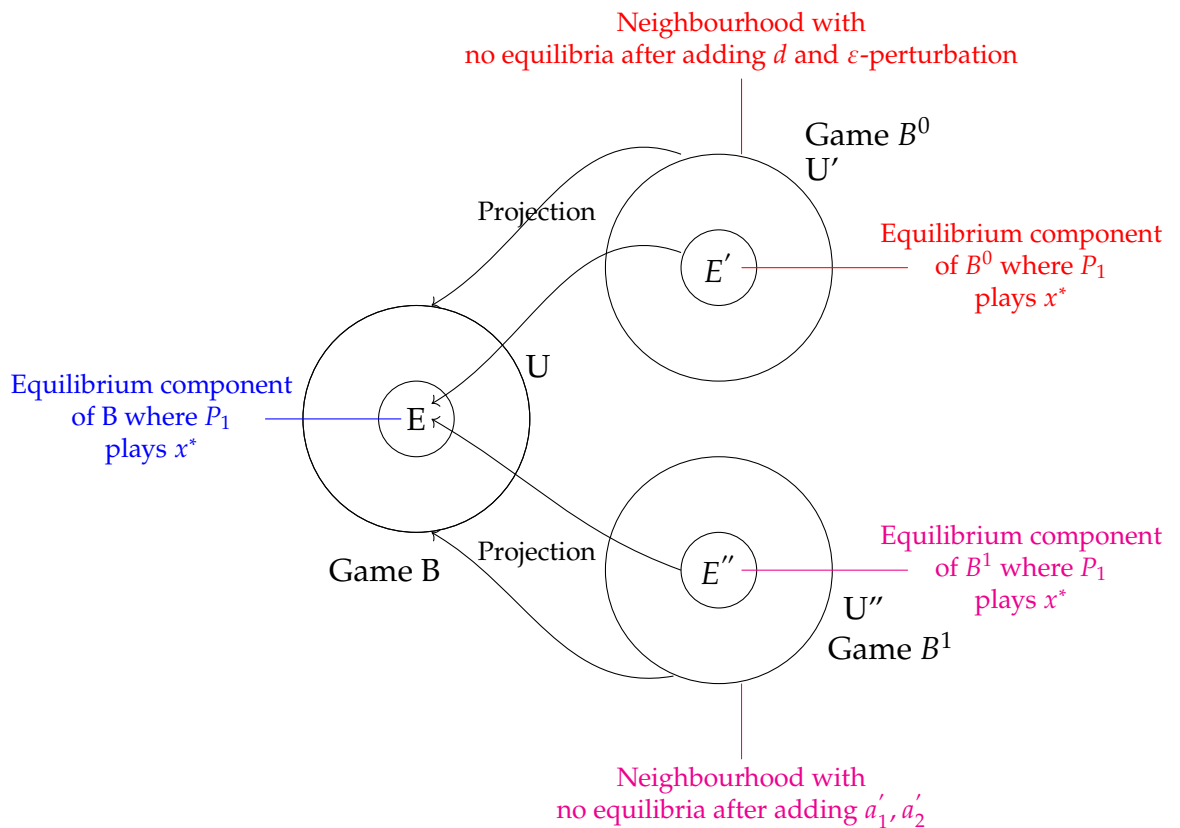 Neighbourhood with
no equilibria after adding d and ε-perturbation
Game B⁰
U′
Projection
Equilibrium component
of B⁰ where P₁
plays x*
E′
U
Equilibrium component
of B where P₁
plays x*
E
Game B
Projection
Equilibrium component
of B¹ where P₁
plays x*
E″
U″
Game B¹
Neighbourhood with
no equilibria after adding a₁′, a₂′